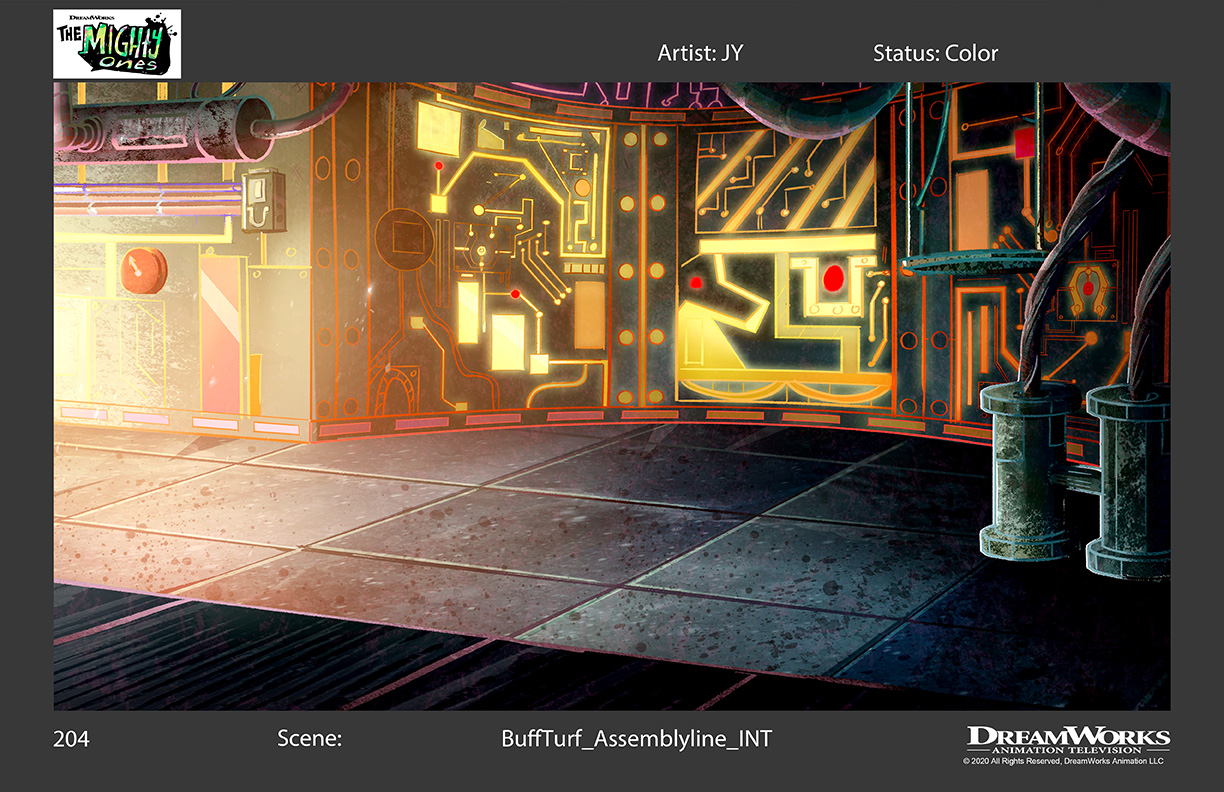 DREAMWORKS
THE MIGHTY ONES
Artist: JY
Status: Color
204
Scene:
BuffTurf_Assemblyline_INT
DREAMWORKS
ANIMATION TELEVISION
© 2020 All Rights Reserved, DreamWorks Animation LLC